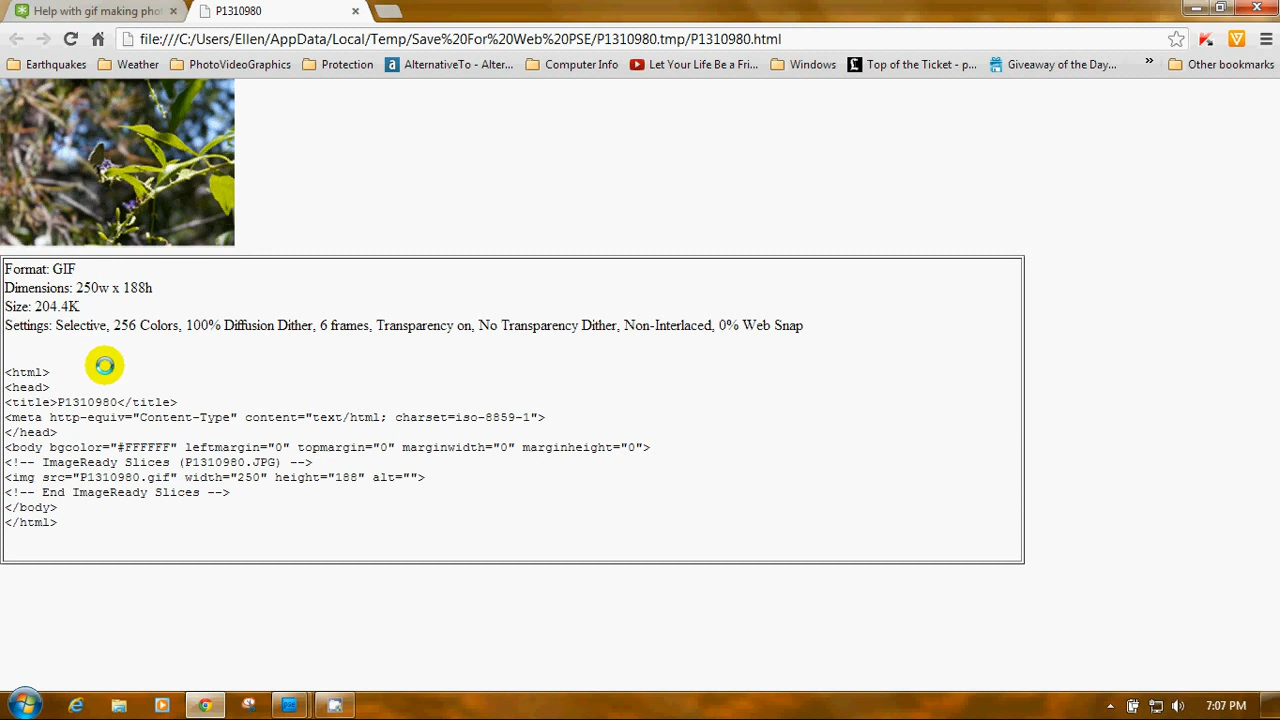 Help with gif making phot
P1310980
file:///C:/Users/Ellen/AppData/Local/Temp/Save%20For%20Web%20PSE/P1310980.tmp/P1310980.html
Earthquakes Weather PhotoVideoGraphics Protection AlternativeTo - Alter... Computer Info Let Your Life Be a Fri... Windows Top of the Ticket - p... Giveaway of the Day... » Other bookmarks
Format: GIF
Dimensions: 250w x 188h
Size: 204.4K
Settings: Selective, 256 Colors, 100% Diffusion Dither, 6 frames, Transparency on, No Transparency Dither, Non-Interlaced, 0% Web Snap
<html>
<head>
<title>P1310980</title>
<meta http-equiv="Content-Type" content="text/html; charset=iso-8859-1">
</head>
<body bgcolor="#FFFFFF" leftmargin="0" topmargin="0" marginwidth="0" marginheight="0">
<!-- ImageReady Slices (P1310980.JPG) -->
<img src="P1310980.gif" width="250" height="188" alt="">
<!-- End ImageReady Slices -->
</body>
</html>
7:07 PM